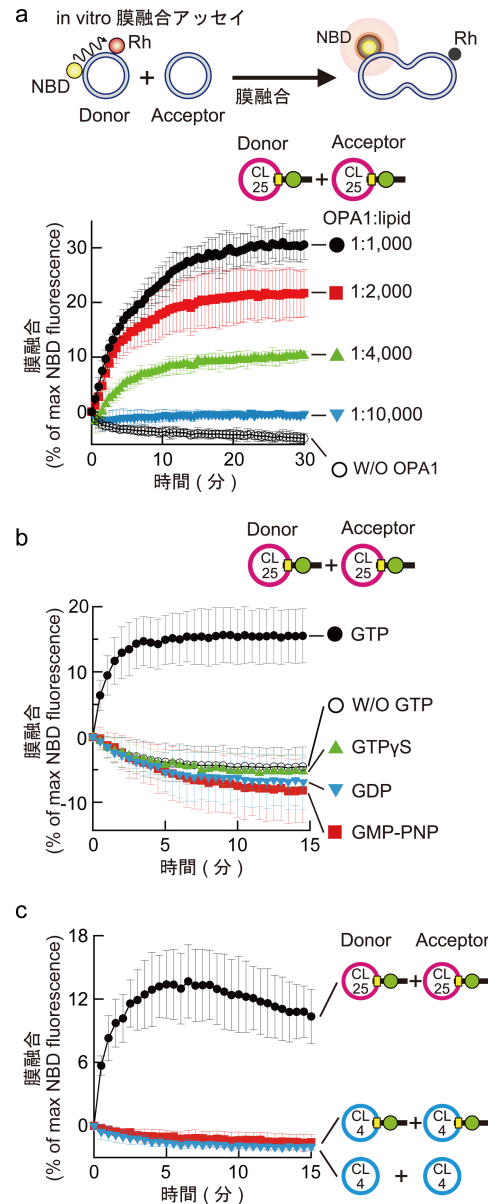 a
in vitro 膜融合アッセイ
NBD
Rh
Donor
+
Acceptor
膜融合
NBD
Rh
Donor
Acceptor
CL
25
+
CL
25
OPA1:lipid
1:1,000
1:2,000
1:4,000
1:10,000
W/O OPA1
膜融合
(% of max NBD fluorescence)
30
20
10
0
0 10 20 30
時間 ( 分 )
b
Donor
Acceptor
CL
25
+
CL
25
膜融合
(% of max NBD fluorescence)
20
10
0
-10
0 5 10 15
時間 ( 分 )
GTP
W/O GTP
GTPγS
GDP
GMP-PNP
c
膜融合
(% of max NBD fluorescence)
18
12
6
0
0 5 10 15
時間 ( 分 )
Donor
Acceptor
CL
25
+
CL
25
CL
4
+
CL
4
CL
4
+
CL
4